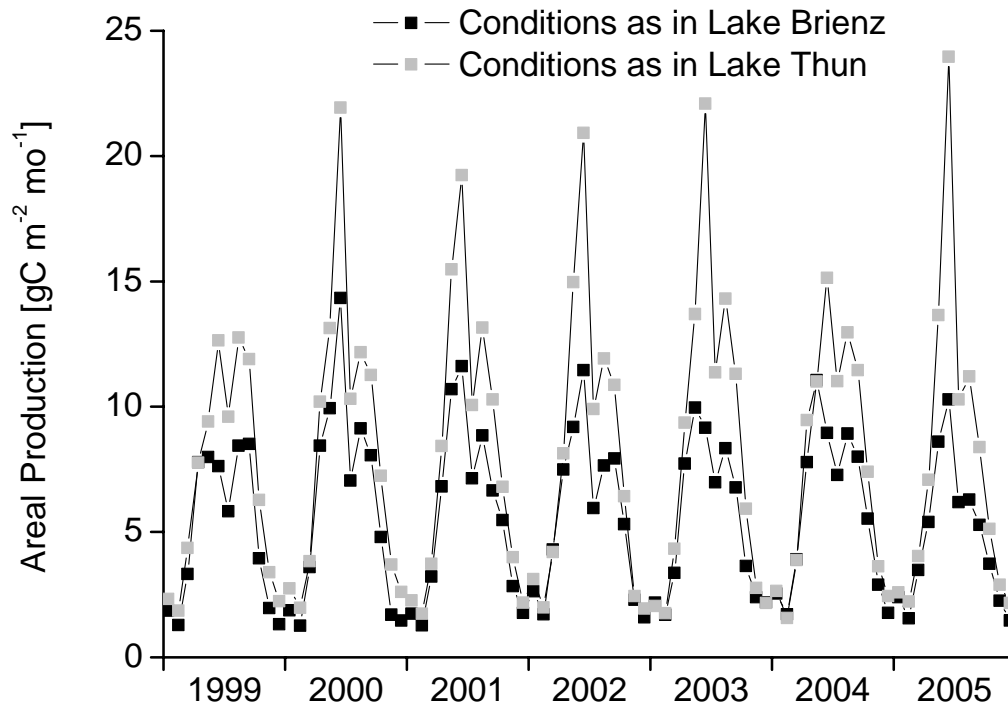 Conditions as in Lake Brienz
Conditions as in Lake Thun
Areal Production [gC m⁻² mo⁻¹]
25
20
15
10
5
0
1999 2000 2001 2002 2003 2004 2005